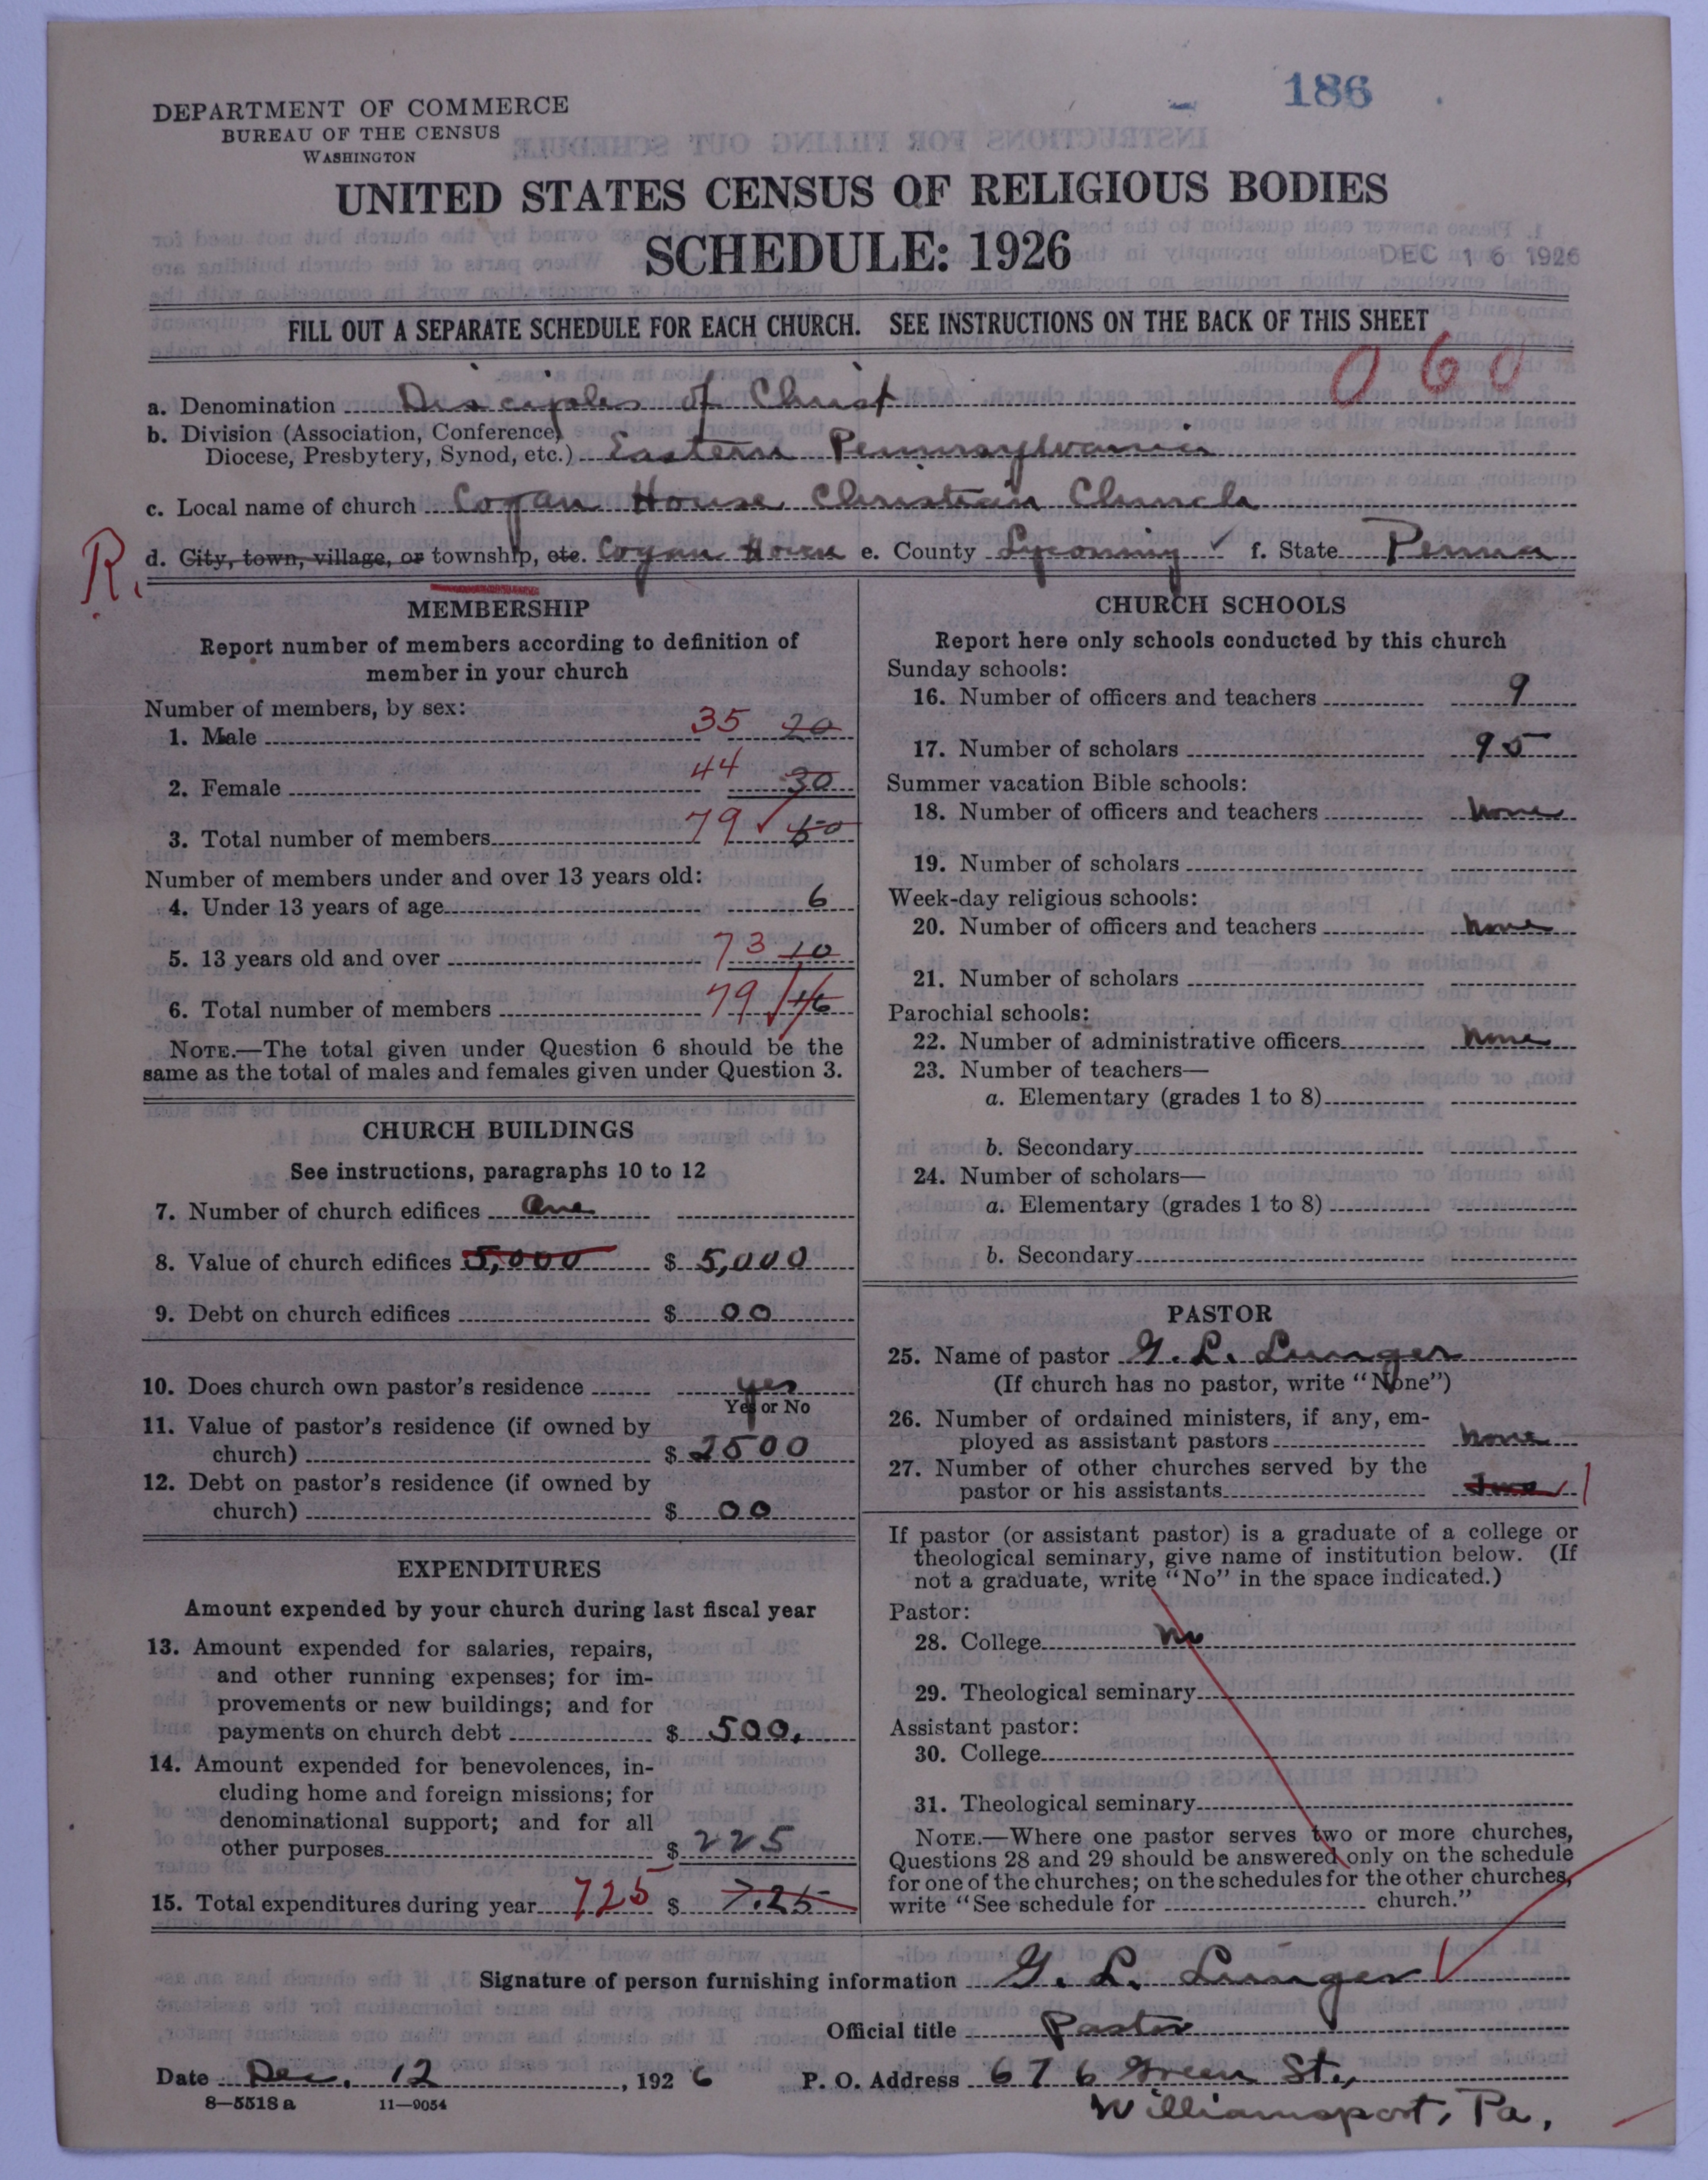 186
DEPARTMENT OF COMMERCE
BUREAU OF THE CENSUS
WASHINGTON
UNITED STATES CENSUS OF RELIGIOUS BODIES
SCHEDULE: 1926
DEC 16 1926
FILL OUT A SEPARATE SCHEDULE FOR EACH CHURCH. SEE INSTRUCTIONS ON THE BACK OF THIS SHEET
060
a. Denomination Disciples of Christ
b. Division (Association, Conference,
Diocese, Presbytery, Synod, etc.) Eastern Pennsylvania
c. Local name of church Cogan House Christian Church
R. d. City, town, village, or township, etc. Cogan House e. County Lycoming ✓ f. State Penna
MEMBERSHIP
Report number of members according to definition of
member in your church
Number of members, by sex:
1. Male 35 20
2. Female 44 30
3. Total number of members 79 ✓ 50
Number of members under and over 13 years old:
4. Under 13 years of age 6
5. 13 years old and over 73 10
6. Total number of members 79 ✓ 16
NOTE.—The total given under Question 6 should be the
same as the total of males and females given under Question 3.
CHURCH BUILDINGS
See instructions, paragraphs 10 to 12
7. Number of church edifices One
8. Value of church edifices 5,000 $ 5,000
9. Debt on church edifices $ 00
10. Does church own pastor's residence yes
Yes or No
11. Value of pastor's residence (if owned by
church) $ 2500
12. Debt on pastor's residence (if owned by
church) $ 00
EXPENDITURES
Amount expended by your church during last fiscal year
13. Amount expended for salaries, repairs,
and other running expenses; for im-
provements or new buildings; and for
payments on church debt $ 500.
14. Amount expended for benevolences, in-
cluding home and foreign missions; for
denominational support; and for all
other purposes $ 225
15. Total expenditures during year 725 $ 7.25
CHURCH SCHOOLS
Report here only schools conducted by this church
Sunday schools:
16. Number of officers and teachers 9
17. Number of scholars 95
Summer vacation Bible schools:
18. Number of officers and teachers None
19. Number of scholars
Week-day religious schools:
20. Number of officers and teachers None
21. Number of scholars
Parochial schools:
22. Number of administrative officers None
23. Number of teachers—
a. Elementary (grades 1 to 8)
b. Secondary
24. Number of scholars—
a. Elementary (grades 1 to 8)
b. Secondary
PASTOR
25. Name of pastor G. L. Lunger
(If church has no pastor, write "None")
26. Number of ordained ministers, if any, em-
ployed as assistant pastors None
27. Number of other churches served by the
pastor or his assistants 1
If pastor (or assistant pastor) is a graduate of a college or
theological seminary, give name of institution below. (If
not a graduate, write "No" in the space indicated.)
Pastor:
28. College No
29. Theological seminary
Assistant pastor:
30. College
31. Theological seminary
NOTE.—Where one pastor serves two or more churches,
Questions 28 and 29 should be answered only on the schedule
for one of the churches; on the schedules for the other churches,
write "See schedule for church."
Signature of person furnishing information G. L. Lunger ✓
Official title Pastor
Date Dec. 12, 1926 P. O. Address 676 Green St.,
8—5518a 11—9054 Williamsport, Pa.,